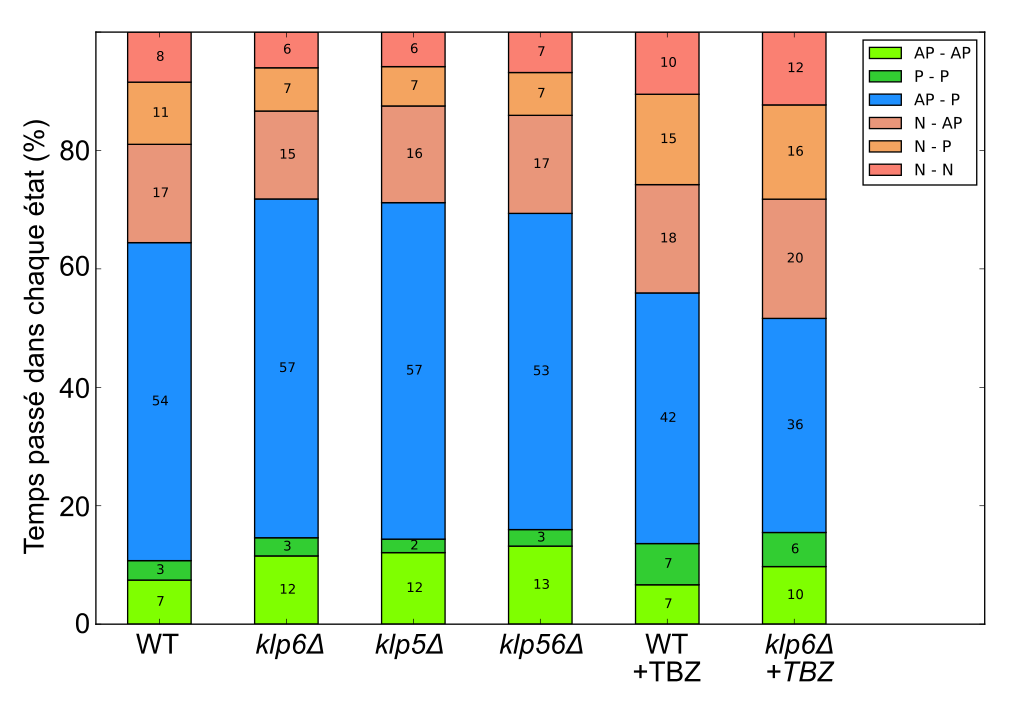 Temps passé dans chaque état (%)
80
60
40
20
0
8
11
17
54
3
7
6
7
15
57
3
12
6
7
16
57
2
12
7
7
17
53
3
13
10
15
18
42
7
7
12
16
20
36
6
10
AP - AP
P - P
AP - P
N - AP
N - P
N - N
WT
klp6Δ
klp5Δ
klp56Δ
WT
+TBZ
klp6Δ
+TBZ